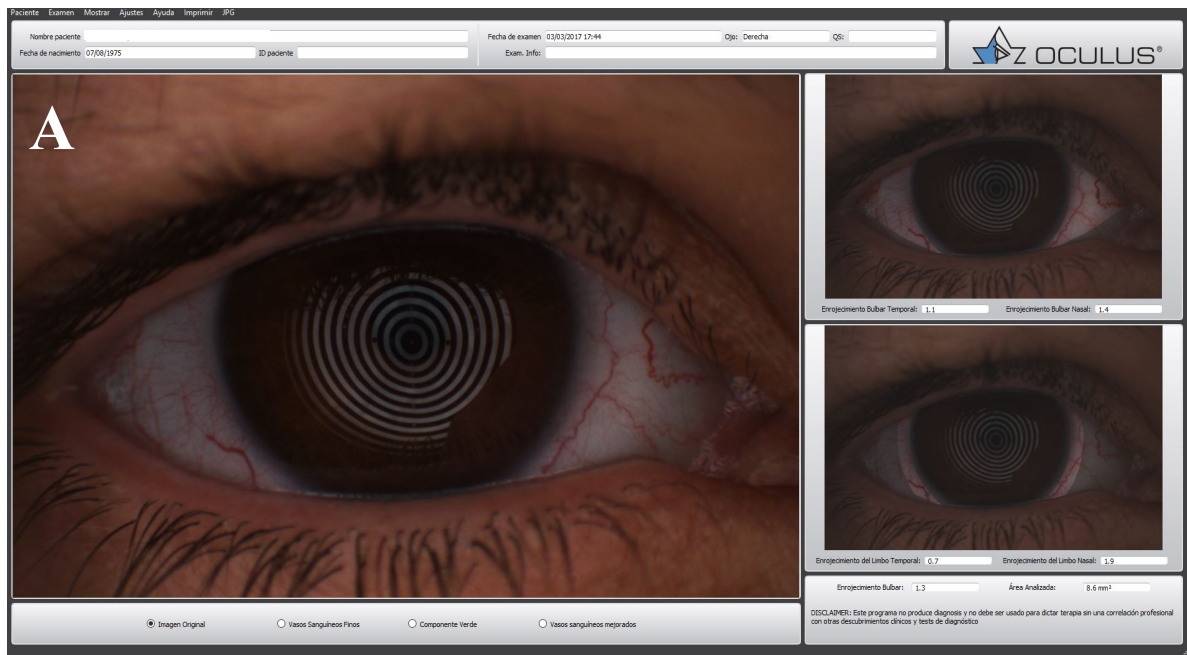 Paciente Examen Mostrar Ajustes Ayuda Imprimir JPG
Nombre paciente
Fecha de nacimiento 07/08/1975 ID paciente
Fecha de examen 03/03/2017 17:44 Ojo: Derecha QS:
Exam. Info:
OCULUS®
A
Enrojecimiento Bulbar Temporal: 1.1 Enrojecimiento Bulbar Nasal: 1.4
Enrojecimiento del Limbo Temporal: 0.7 Enrojecimiento del Limbo Nasal: 1.9
Enrojecimiento Bulbar: 1.3 Área Analizada: 8.6 mm²
DISCLAIMER: Este programa no produce diagnosis y no debe ser usado para dictar terapia sin una correlación profesional
con otras descubrimientos clínicos y tests de diagnóstico
Imagen Original Vasos Sanguíneos Finos Componente Verde Vasos sanguíneos mejorados